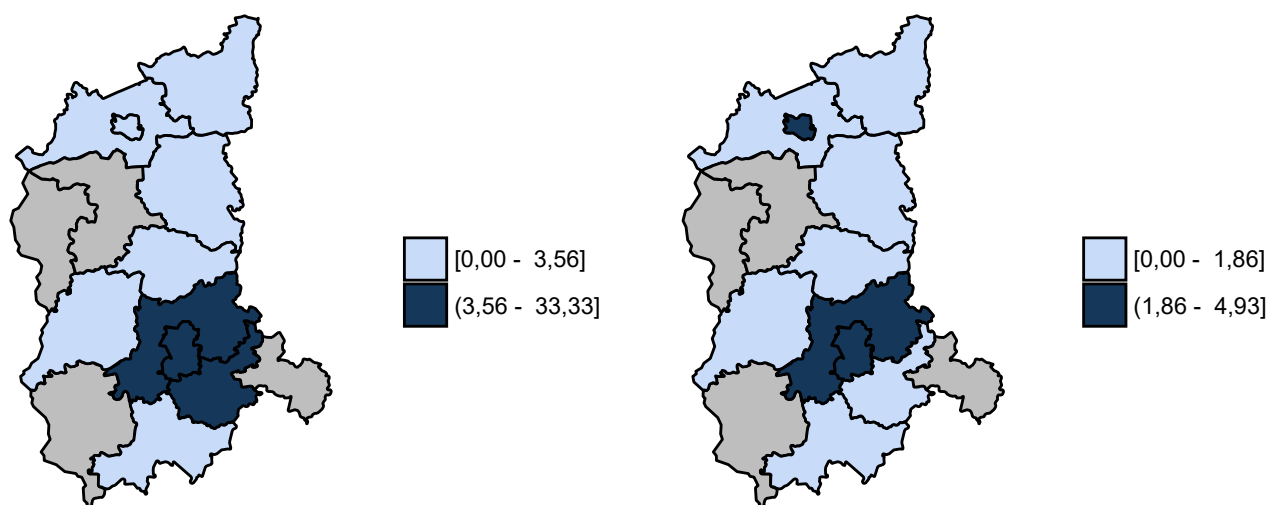 [0,00 - 3,56]
(3,56 - 33,33]
[0,00 - 1,86]
(1,86 - 4,93]